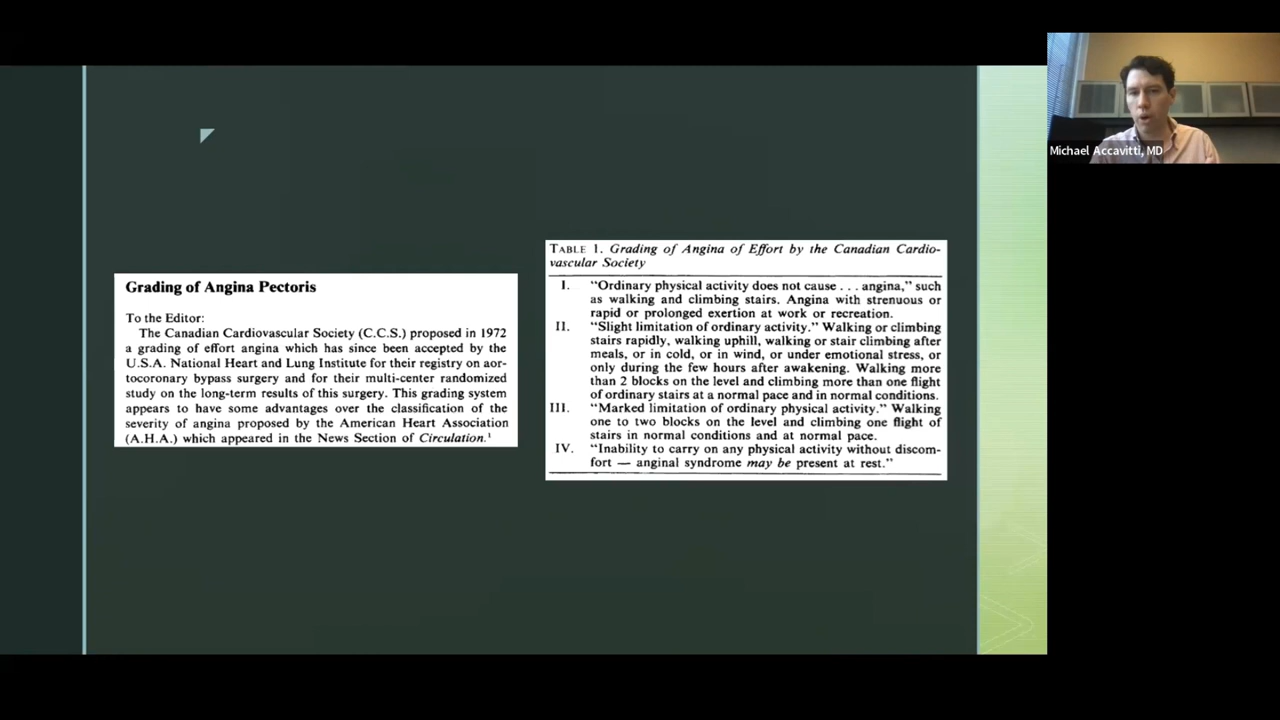 Grading of Angina Pectoris
To the Editor:
The Canadian Cardiovascular Society (C.C.S.) proposed in 1972
a grading of effort angina which has since been accepted by the
U.S.A. National Heart and Lung Institute for their registry on aor-
tocoronary bypass surgery and for their multi-center randomized
study on the long-term results of this surgery. This grading system
appears to have some advantages over the classification of the
severity of angina proposed by the American Heart Association
(A.H.A.) which appeared in the News Section of Circulation.¹
TABLE 1. Grading of Angina of Effort by the Canadian Cardio-
vascular Society
I. "Ordinary physical activity does not cause . . . angina," such
as walking and climbing stairs. Angina with strenuous or
rapid or prolonged exertion at work or recreation.
II. "Slight limitation of ordinary activity." Walking or climbing
stairs rapidly, walking uphill, walking or stair climbing after
meals, or in cold, or in wind, or under emotional stress, or
only during the few hours after awakening. Walking more
than 2 blocks on the level and climbing more than one flight
of ordinary stairs at a normal pace and in normal conditions.
III. "Marked limitation of ordinary physical activity." Walking
one to two blocks on the level and climbing one flight of
stairs in normal conditions and at normal pace.
IV. "Inability to carry on any physical activity without discom-
fort — anginal syndrome may be present at rest."
Michael Accavitti, MD